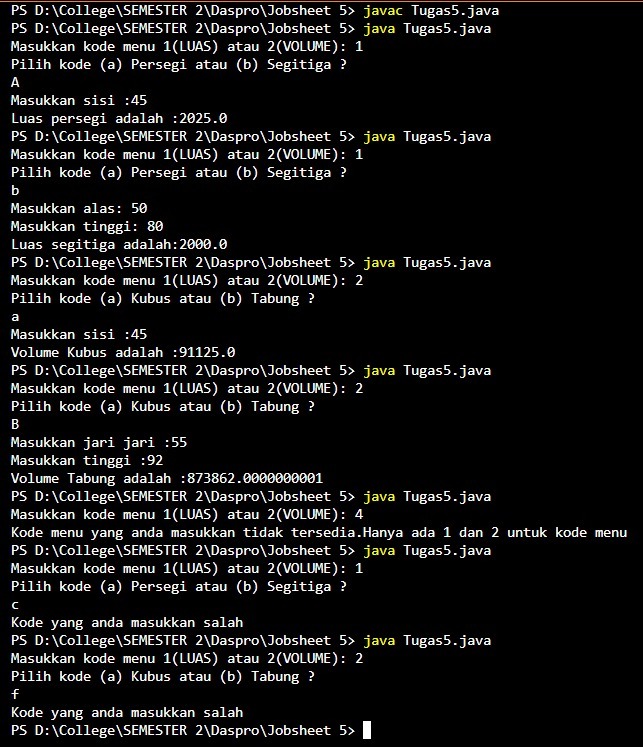 PS D:\College\SEMESTER 2\Daspro\Jobsheet 5> javac Tugas5.java
PS D:\College\SEMESTER 2\Daspro\Jobsheet 5> java Tugas5.java
Masukkan kode menu 1(LUAS) atau 2(VOLUME): 1
Pilih kode (a) Persegi atau (b) Segitiga ?
A
Masukkan sisi :45
Luas persegi adalah :2025.0
PS D:\College\SEMESTER 2\Daspro\Jobsheet 5> java Tugas5.java
Masukkan kode menu 1(LUAS) atau 2(VOLUME): 1
Pilih kode (a) Persegi atau (b) Segitiga ?
b
Masukkan alas: 50
Masukkan tinggi: 80
Luas segitiga adalah:2000.0
PS D:\College\SEMESTER 2\Daspro\Jobsheet 5> java Tugas5.java
Masukkan kode menu 1(LUAS) atau 2(VOLUME): 2
Pilih kode (a) Kubus atau (b) Tabung ?
a
Masukkan sisi :45
Volume Kubus adalah :91125.0
PS D:\College\SEMESTER 2\Daspro\Jobsheet 5> java Tugas5.java
Masukkan kode menu 1(LUAS) atau 2(VOLUME): 2
Pilih kode (a) Kubus atau (b) Tabung ?
B
Masukkan jari jari :55
Masukkan tinggi :92
Volume Tabung adalah :873862.0000000001
PS D:\College\SEMESTER 2\Daspro\Jobsheet 5> java Tugas5.java
Masukkan kode menu 1(LUAS) atau 2(VOLUME): 4
Kode menu yang anda masukkan tidak tersedia.Hanya ada 1 dan 2 untuk kode menu
PS D:\College\SEMESTER 2\Daspro\Jobsheet 5> java Tugas5.java
Masukkan kode menu 1(LUAS) atau 2(VOLUME): 1
Pilih kode (a) Persegi atau (b) Segitiga ?
c
Kode yang anda masukkan salah
PS D:\College\SEMESTER 2\Daspro\Jobsheet 5> java Tugas5.java
Masukkan kode menu 1(LUAS) atau 2(VOLUME): 2
Pilih kode (a) Kubus atau (b) Tabung ?
f
Kode yang anda masukkan salah
PS D:\College\SEMESTER 2\Daspro\Jobsheet 5>